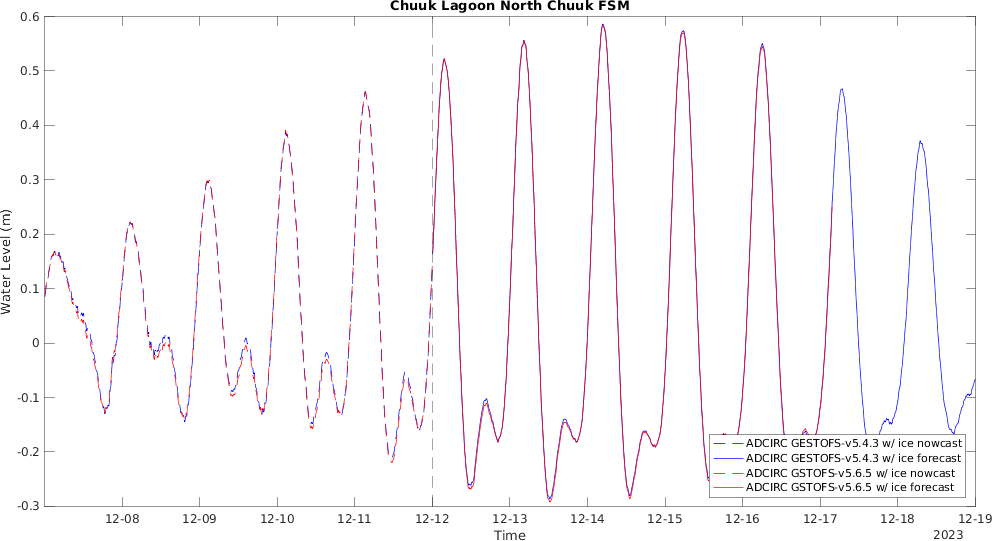 Chuuk Lagoon North Chuuk FSM
Water Level (m)
0.6
0.5
0.4
0.3
0.2
0.1
0
-0.1
-0.2
-0.3
ADCIRC GESTOFS-v5.4.3 w/ ice nowcast
ADCIRC GESTOFS-v5.4.3 w/ ice forecast
ADCIRC GSTOFS-v5.6.5 w/ ice nowcast
ADCIRC GSTOFS-v5.6.5 w/ ice forecast
12-08 12-09 12-10 12-11 12-12 12-13 12-14 12-15 12-16 12-17 12-18 12-19
Time
2023